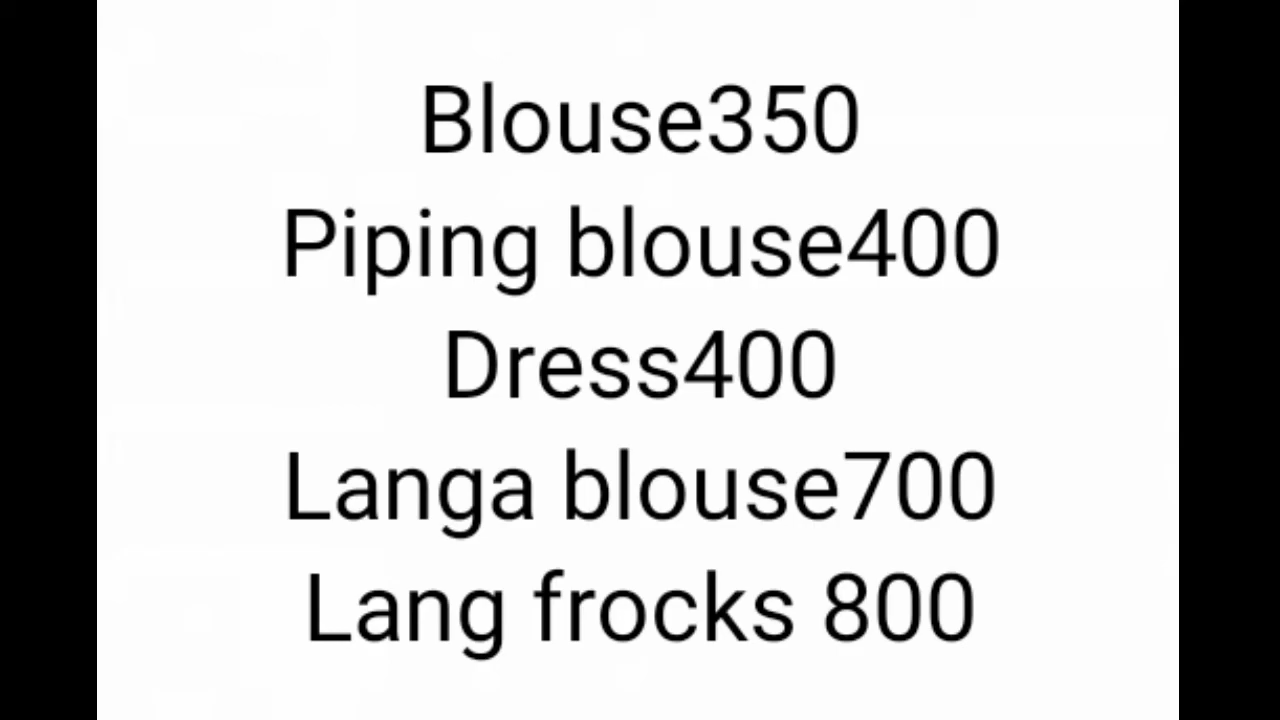 Blouse350
Piping blouse400
Dress400
Langa blouse700
Lang frocks 800